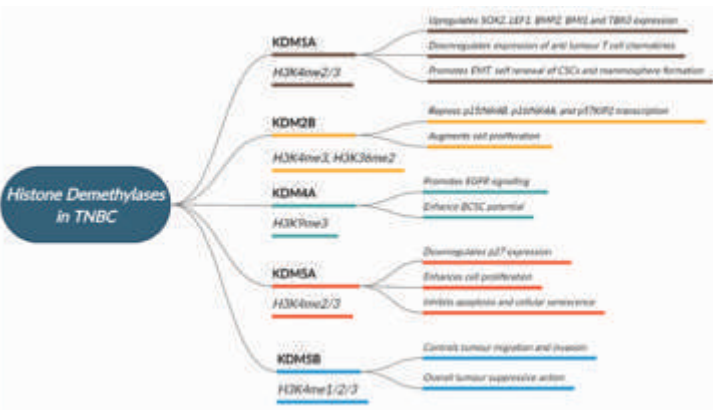 Upregulates SOX2, LEF1, BMP2, BMI1 and TBX3 expression
KDM1A
Downregulates expression of anti tumour T cell chemokines
H3K4me2/3
Promotes EMT, self renewal of CSCs and mammosphere formation
KDM2B
Repress p15INK4B, p16INK4A, and p57KIP2 transcription
Augments cell proliferation
H3K4me3, H3K36me2
Histone Demethylases
in TNBC
KDM4A
Promotes EGFR signalling
Enhance BCSC potential
H3K9me3
KDM5A
Downregulates p27 expression
Enhances cell proliferation
H3K4me2/3
Inhibits apoptosis and cellular senescence
KDM5B
Controls tumour migration and invasion
Overall tumour suppressive action
H3K4me1/2/3